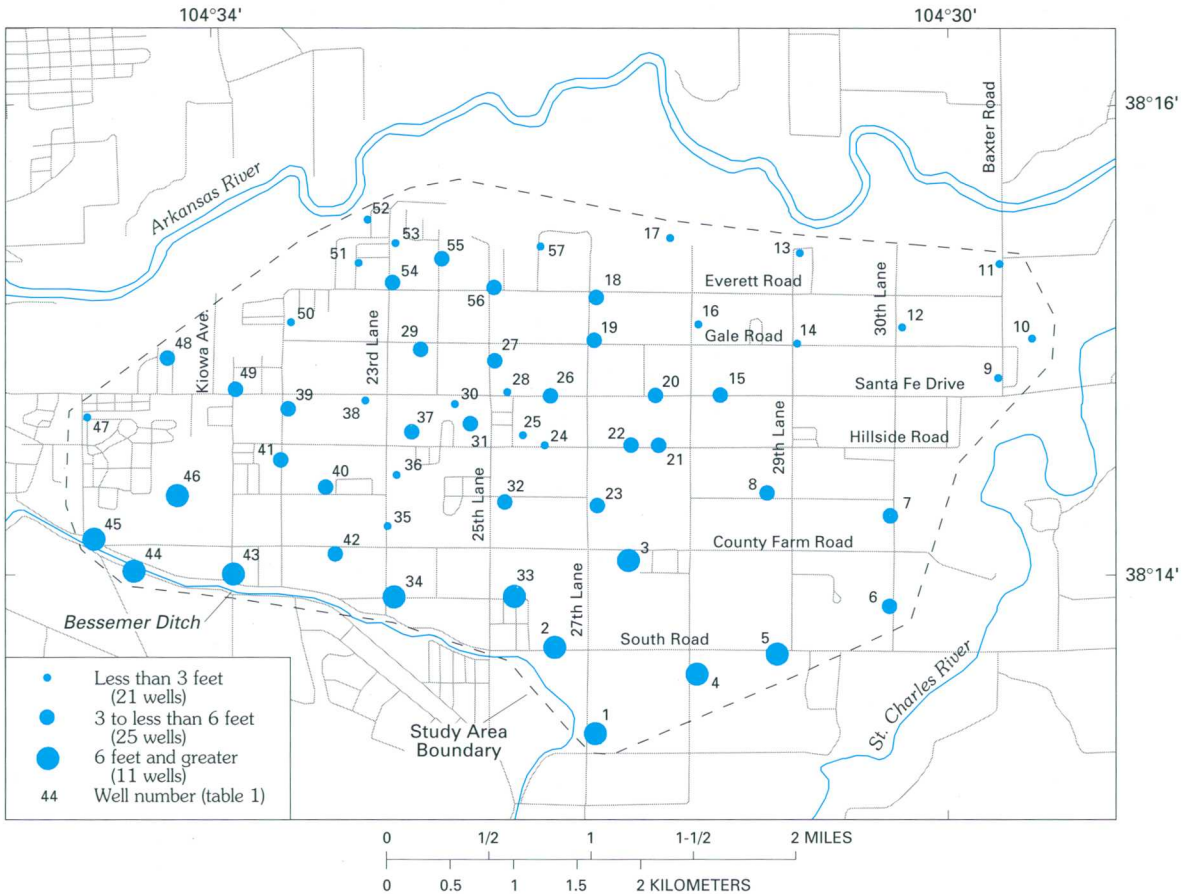 104°34'
104°30'
38°16'
38°14'
Arkansas River
Baxter Road
52
53
51
55
54
57
17
13
11
56
18
Everett Road
30th Lane
50
16
12
10
Kiowa Ave.
23rd Lane
29
19
Gale Road
14
48
27
9
49
28
26
20
15
Santa Fe Drive
39
38
30
47
37
31
25
24
22
21
Hillside Road
41
36
29th Lane
46
40
25th Lane
32
23
8
7
45
35
42
3
County Farm Road
44
43
34
33
6
Bessemer Ditch
27th Lane
2
South Road
5
4
1
Study Area
Boundary
St. Charles River
Less than 3 feet
(21 wells)
3 to less than 6 feet
(25 wells)
6 feet and greater
(11 wells)
44 Well number (table 1)
0 1/2 1 1-1/2 2 MILES
0 0.5 1 1.5 2 KILOMETERS